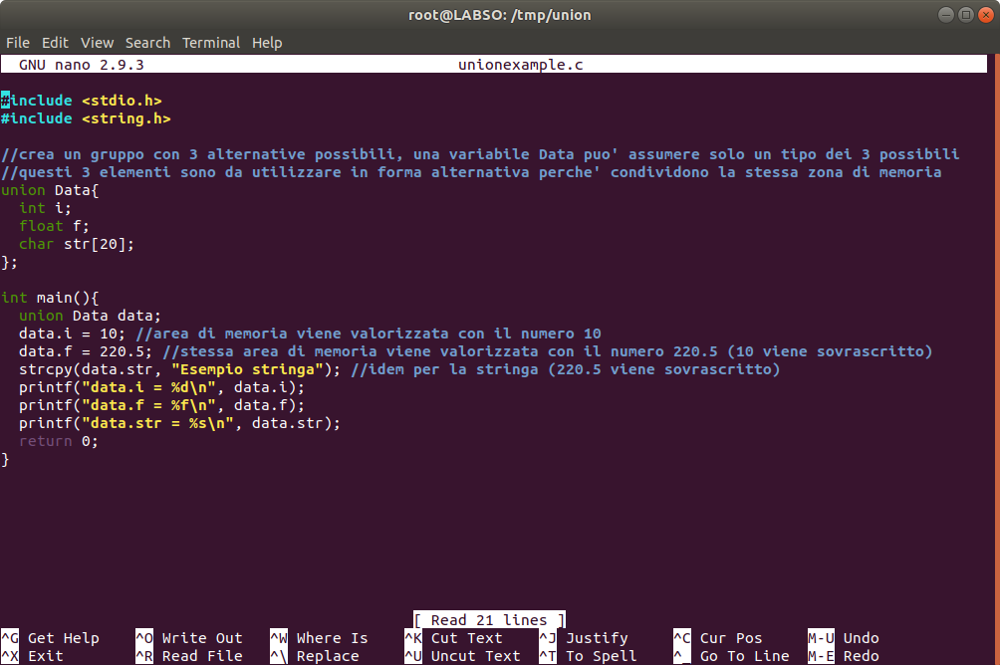 root@LABSO: /tmp/union
File Edit View Search Terminal Help
GNU nano 2.9.3 unionexample.c
#include <stdio.h>
#include <string.h>
//crea un gruppo con 3 alternative possibili, una variabile Data puo' assumere solo un tipo dei 3 possibili
//questi 3 elementi sono da utilizzare in forma alternativa perche' condividono la stessa zona di memoria
union Data{
  int i;
  float f;
  char str[20];
};
int main(){
  union Data data;
  data.i = 10; //area di memoria viene valorizzata con il numero 10
  data.f = 220.5; //stessa area di memoria viene valorizzata con il numero 220.5 (10 viene sovrascritto)
  strcpy(data.str, "Esempio stringa"); //idem per la stringa (220.5 viene sovrascritto)
  printf("data.i = %d\n", data.i);
  printf("data.f = %f\n", data.f);
  printf("data.str = %s\n", data.str);
  return 0;
}
[ Read 21 lines ]
^G Get Help ^O Write Out ^W Where Is ^K Cut Text ^J Justify ^C Cur Pos M-U Undo
^X Exit ^R Read File ^\ Replace ^U Uncut Text ^T To Spell ^_ Go To Line M-E Redo